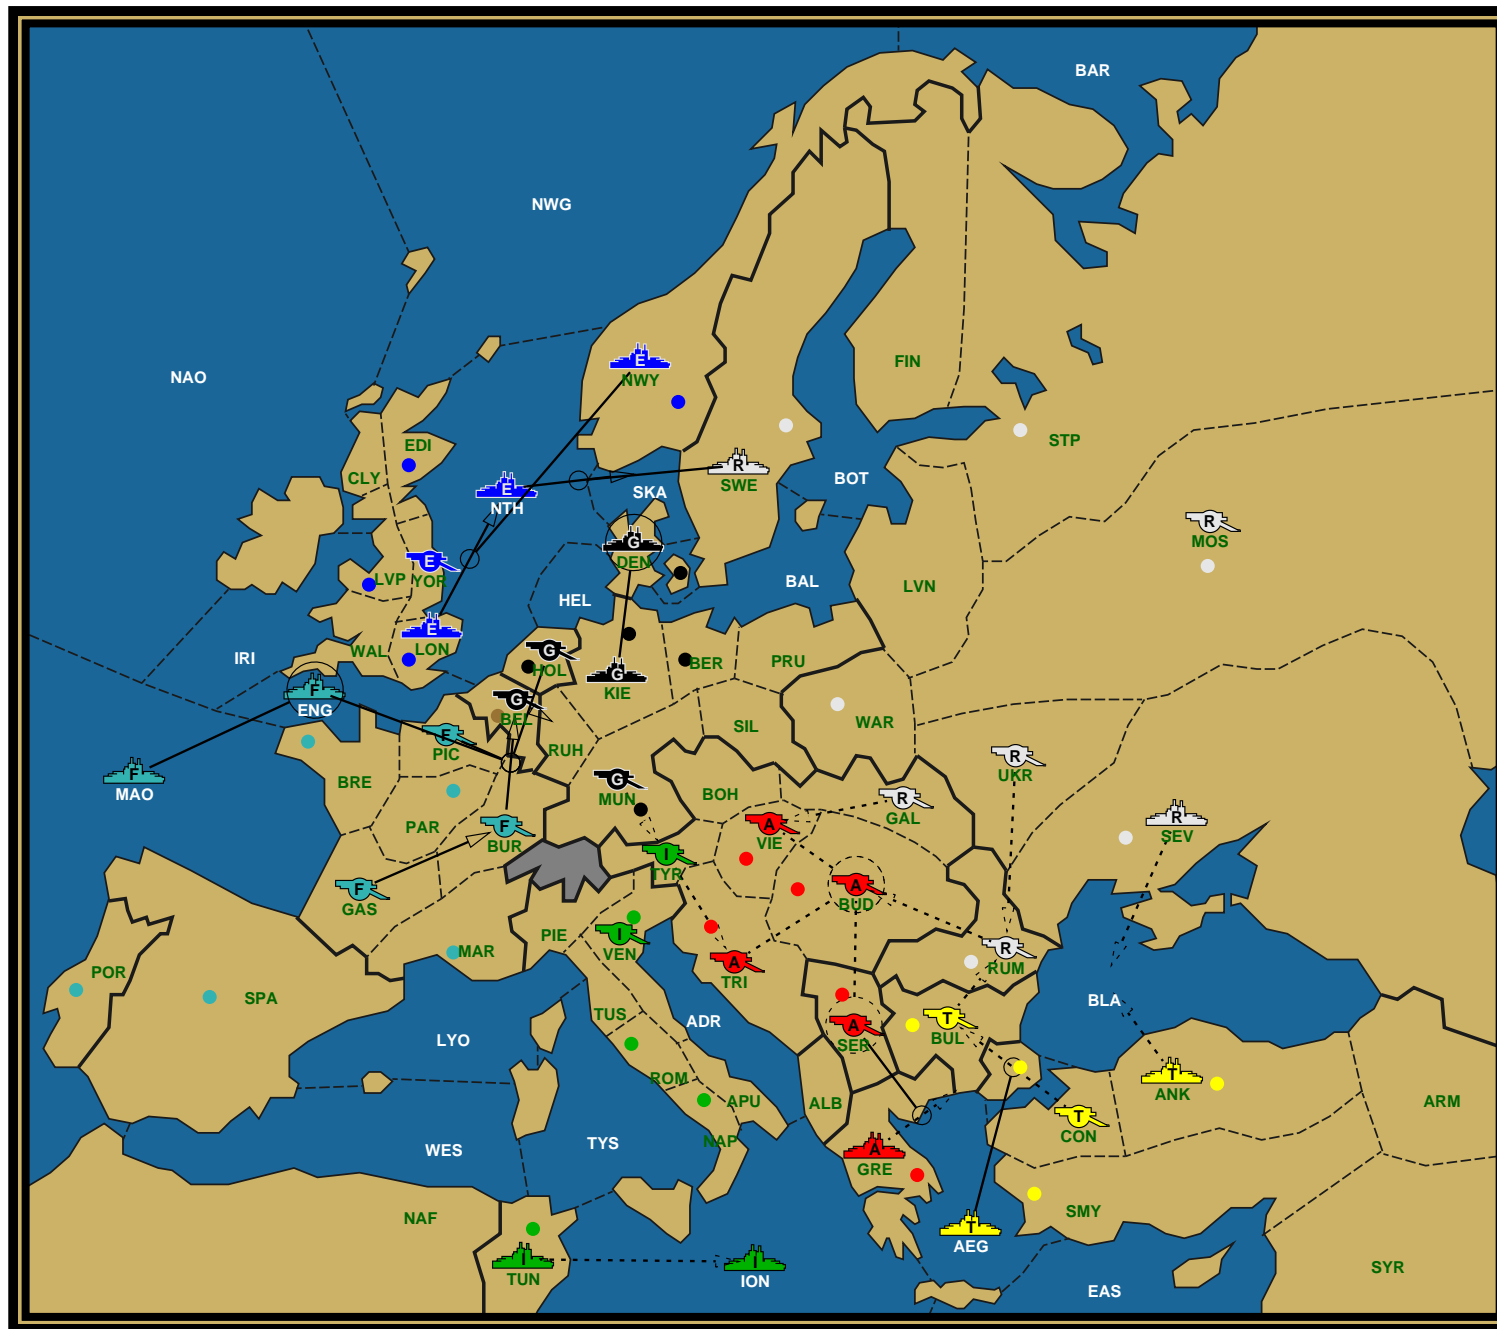 BAR
NWG
NAO
E
NWY
FIN
EDI
STP
CLY
R
SWE
BOT
E
NTH
SKA
R
MOS
G
DEN
E
YOR
LVP
BAL
LVN
HEL
E
LON
WAL
IRI
G
HOL
KIE
G
BER
PRU
F
ENG
G
BEL
WAR
SIL
F
PIC
RUH
R
UKR
F
MAO
BRE
G
MUN
BOH
R
GAL
R
SEV
PAR
F
BUR
A
VIE
I
TYR
F
GAS
A
BUD
PIE
I
VEN
MAR
R
RUM
A
TRI
POR
SPA
BLA
TUS
ADR
T
BUL
A
SER
LYO
ROM
APU
ALB
T
ANK
ARM
T
CON
NAP
TYS
WES
A
GRE
NAF
SMY
T
AEG
I
TUN
I
ION
SYR
EAS